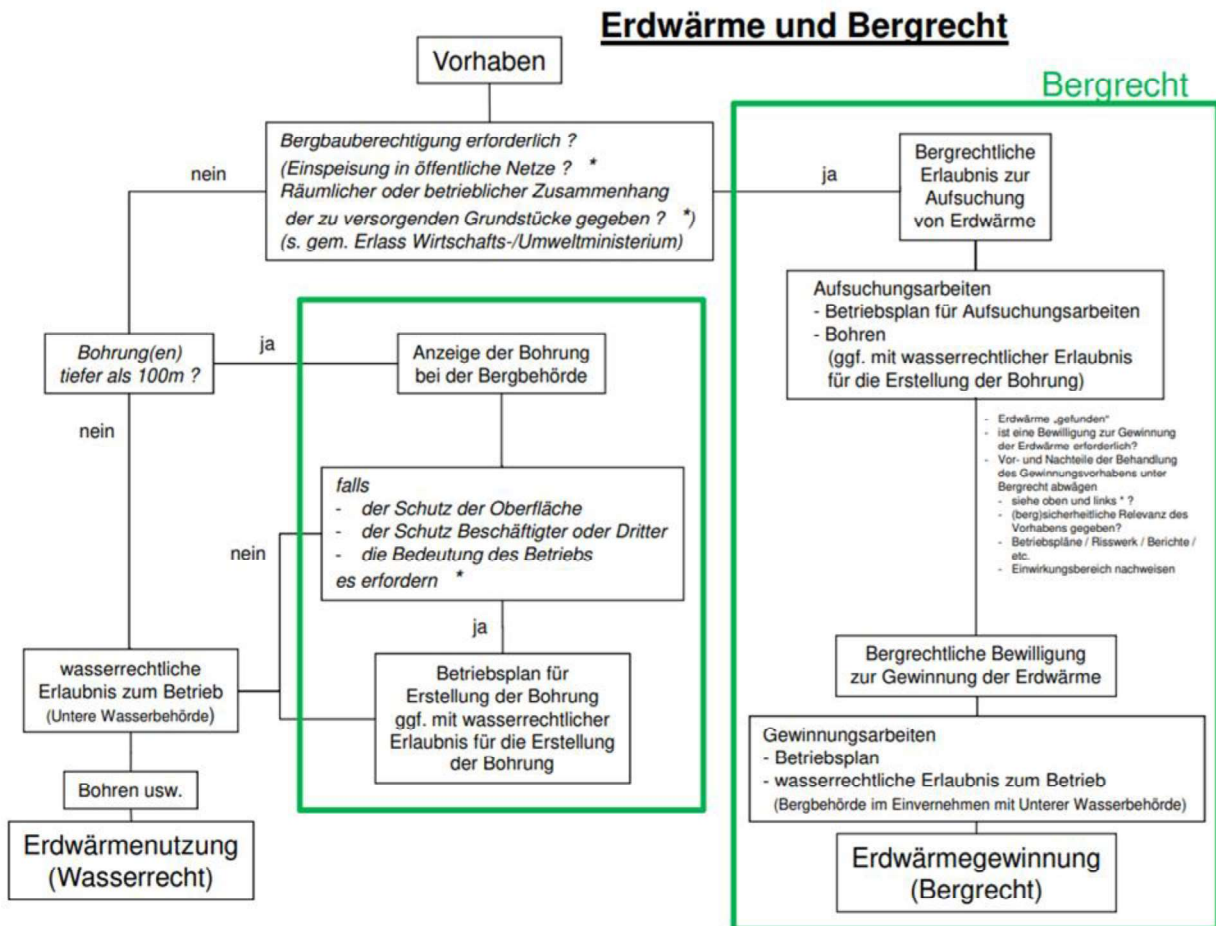 Erdwärme und Bergrecht
Vorhaben
Bergrecht
Bergbauberechtigung erforderlich ?
(Einspeisung in öffentliche Netze ? *
Räumlicher oder betrieblicher Zusammenhang
der zu versorgenden Grundstücke gegeben ? *)
(s. gem. Erlass Wirtschafts-/Umweltministerium)
nein
ja
Bergrechtliche
Erlaubnis zur
Aufsuchung
von Erdwärme
Aufsuchungsarbeiten
- Betriebsplan für Aufsuchungsarbeiten
- Bohren
(ggf. mit wasserrechtlicher Erlaubnis
für die Erstellung der Bohrung)
Bohrung(en)
tiefer als 100m ?
ja
Anzeige der Bohrung
bei der Bergbehörde
nein
falls
- der Schutz der Oberfläche
- der Schutz Beschäftigter oder Dritter
- die Bedeutung des Betriebs
es erfordern *
nein
ja
- Erdwärme „gefunden“
- ist eine Bewilligung zur Gewinnung
der Erdwärme erforderlich?
- Vor- und Nachteile der Behandlung
des Gewinnungsvorhabens unter
Bergrecht abwägen
- siehe oben und links * ?
- (berg)sicherheitliche Relevanz des
Vorhabens gegeben?
- Betriebspläne / Risswerk / Berichte /
etc.
- Einwirkungsbereich nachweisen
wasserrechtliche
Erlaubnis zum Betrieb
(Untere Wasserbehörde)
Betriebsplan für
Erstellung der Bohrung
ggf. mit wasserrechtlicher
Erlaubnis für die Erstellung
der Bohrung
Bergrechtliche Bewilligung
zur Gewinnung der Erdwärme
Gewinnungsarbeiten
- Betriebsplan
- wasserrechtliche Erlaubnis zum Betrieb
(Bergbehörde im Einvernehmen mit Unterer Wasserbehörde)
Bohren usw.
Erdwärmenutzung
(Wasserrecht)
Erdwärmegewinnung
(Bergrecht)